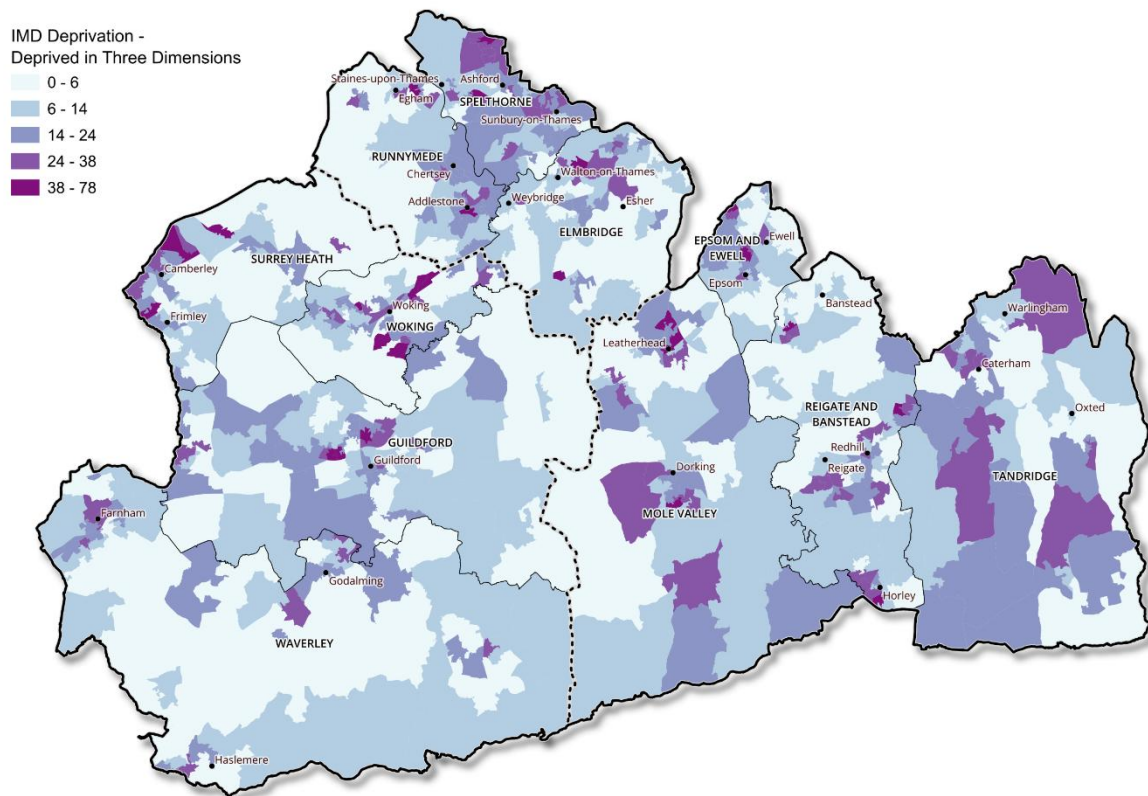 IMD Deprivation -
Deprived in Three Dimensions
0 - 6
6 - 14
14 - 24
24 - 38
38 - 78
Staines-upon-Thames
Ashford
Egham
SPELTHORNE
Sunbury-on-Thames
RUNNYMEDE
Chertsey
Walton-on-Thames
Addlestone
Weybridge
Esher
ELMBRIDGE
EPSOM AND
EWELL
Ewell
SURREY HEATH
Camberley
Epsom
Banstead
Frimley
Woking
WOKING
Warlingham
Leatherhead
Caterham
REIGATE AND
BANSTEAD
Oxted
GUILDFORD
Guildford
Redhill
Reigate
Dorking
TANDRIDGE
Farnham
MOLE VALLEY
Godalming
Horley
WAVERLEY
Haslemere